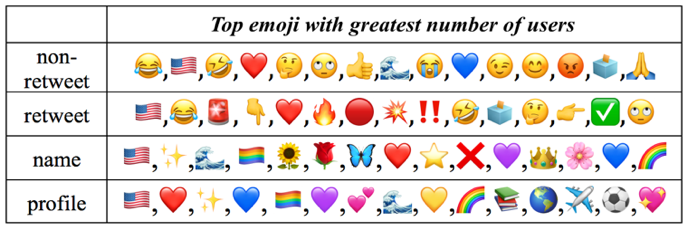 Top emoji with greatest number of users
non-
retweet
😂,🇺🇸,🤣,❤️,🤔,🙄,👍,🌊,😭,💙,😉,😊,😡,🗳️,🙏
retweet
🇺🇸,😂,🚨,👇,❤️,🔥,🔴,💥,‼️,🤣,🗳️,🤔,👉,✅,🙄
name
🇺🇸,✨,🌊,🏳️‍🌈,🌻,🌹,🦋,❤️,⭐,❌,💜,👑,🌸,💙,🌈
profile
🇺🇸,❤️,✨,💙,🏳️‍🌈,💜,💕,🌊,💛,🌈,📚,🌎,✈️,⚽,💖